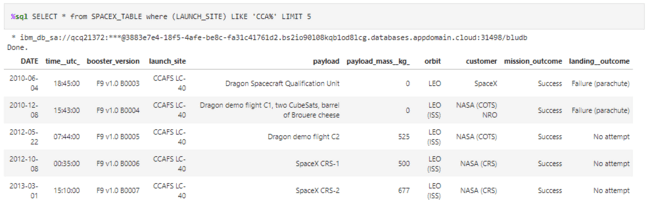 %sql SELECT * from SPACEX_TABLE where (LAUNCH_SITE) LIKE 'CCA%' LIMIT 5
* ibm_db_sa://qcq21372:***@3883e7e4-18f5-4afe-be8c-fa31c41761d2.bs2io90l08kqb1od8lcg.databases.appdomain.cloud:31498/bludb
Done.
DATE time__utc_ booster_version launch_site payload payload_mass__kg_ orbit customer mission_outcome landing__outcome
2010-06-04 18:45:00 F9 v1.0 B0003 CCAFS LC-40 Dragon Spacecraft Qualification Unit 0 LEO SpaceX Success Failure (parachute)
2010-12-08 15:43:00 F9 v1.0 B0004 CCAFS LC-40 Dragon demo flight C1, two CubeSats, barrel of Brouere cheese 0 LEO (ISS) NASA (COTS) NRO Success Failure (parachute)
2012-05-22 07:44:00 F9 v1.0 B0005 CCAFS LC-40 Dragon demo flight C2 525 LEO (ISS) NASA (COTS) Success No attempt
2012-10-08 00:35:00 F9 v1.0 B0006 CCAFS LC-40 SpaceX CRS-1 500 LEO (ISS) NASA (CRS) Success No attempt
2013-03-01 15:10:00 F9 v1.0 B0007 CCAFS LC-40 SpaceX CRS-2 677 LEO (ISS) NASA (CRS) Success No attempt